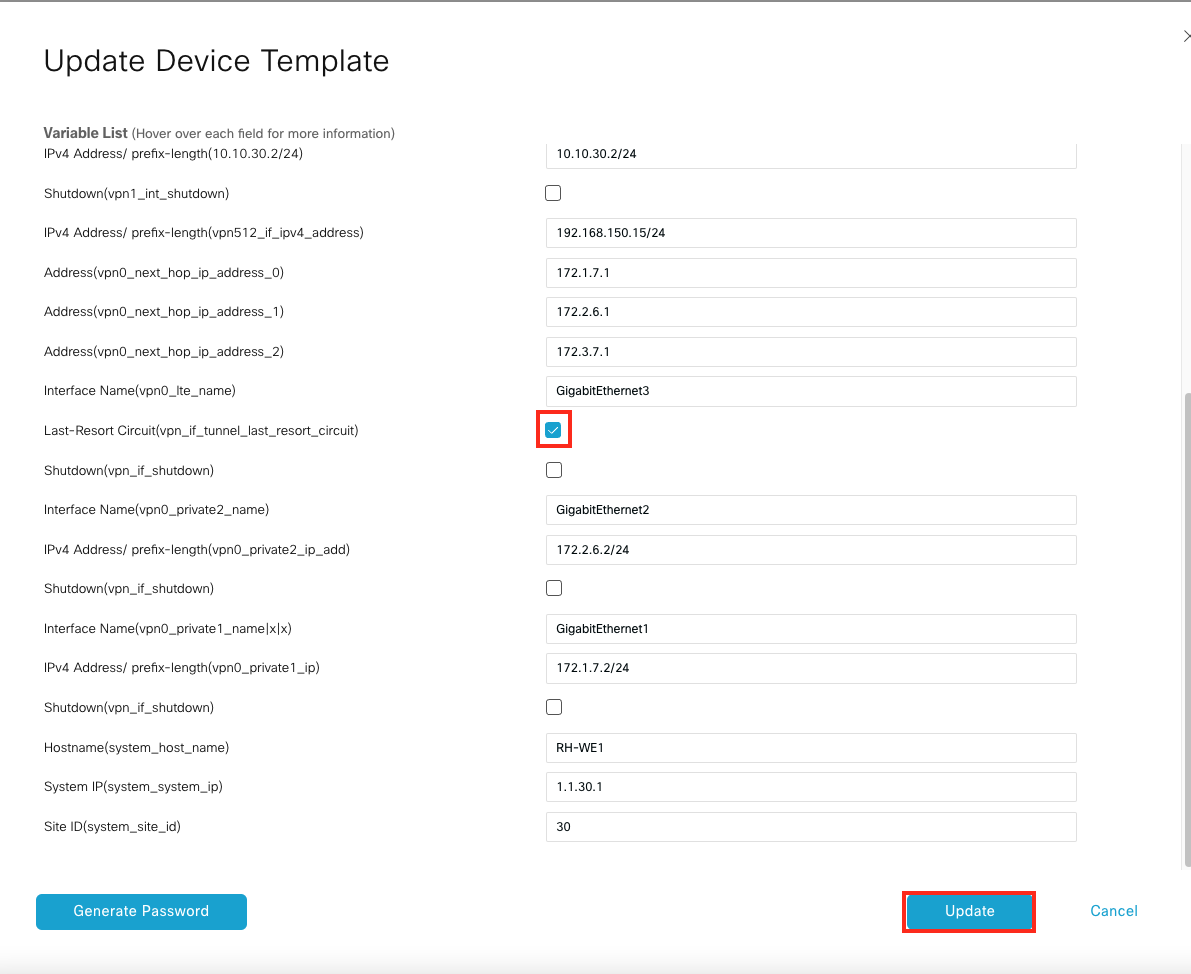 Update Device Template
Variable List (Hover over each field for more information)
IPv4 Address/ prefix-length(10.10.30.2/24) 10.10.30.2/24
Shutdown(vpn1_int_shutdown)
IPv4 Address/ prefix-length(vpn512_if_ipv4_address) 192.168.150.15/24
Address(vpn0_next_hop_ip_address_0) 172.1.7.1
Address(vpn0_next_hop_ip_address_1) 172.2.6.1
Address(vpn0_next_hop_ip_address_2) 172.3.7.1
Interface Name(vpn0_lte_name) GigabitEthernet3
Last-Resort Circuit(vpn_if_tunnel_last_resort_circuit)
Shutdown(vpn_if_shutdown)
Interface Name(vpn0_private2_name) GigabitEthernet2
IPv4 Address/ prefix-length(vpn0_private2_ip_add) 172.2.6.2/24
Shutdown(vpn_if_shutdown)
Interface Name(vpn0_private1_name|x|x) GigabitEthernet1
IPv4 Address/ prefix-length(vpn0_private1_ip) 172.1.7.2/24
Shutdown(vpn_if_shutdown)
Hostname(system_host_name) RH-WE1
System IP(system_system_ip) 1.1.30.1
Site ID(system_site_id) 30
Generate Password Update Cancel